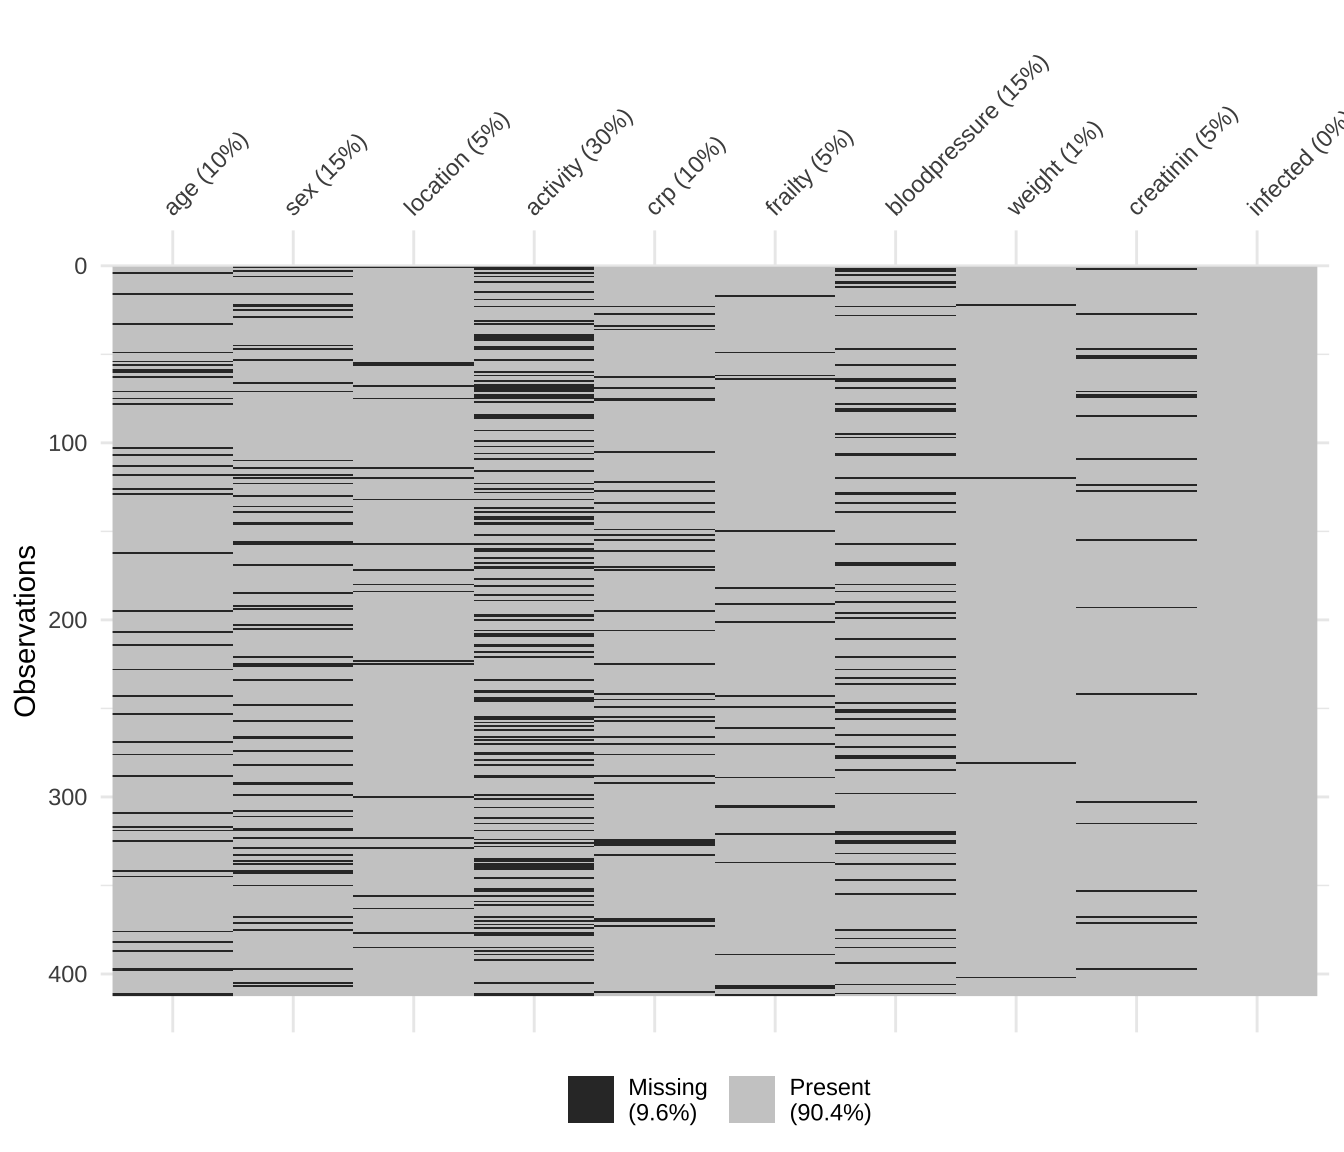 age (10%)
sex (15%)
location (5%)
activity (30%)
crp (10%)
frailty (5%)
bloodpressure (15%)
weight (1%)
creatinin (5%)
infected (0%
0
100
200
300
400
Observations
Missing
(9.6%)
Present
(90.4%)